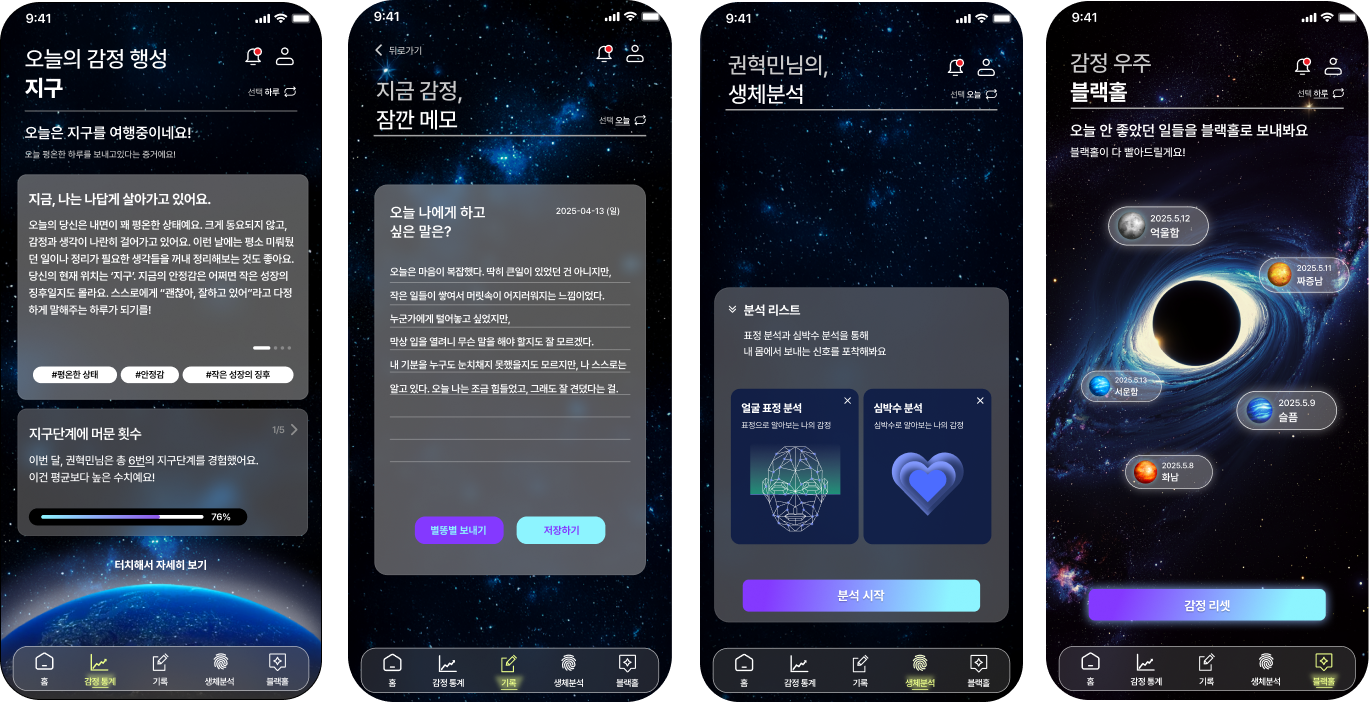 9:41
오늘의 감정 행성
지구
선택 하루
오늘은 지구를 여행중이네요!
오늘 평온한 하루를 보내고있다는 증거에요!
지금, 나는 나답게 살아가고 있어요.
오늘의 당신은 내면이 꽤 평온한 상태예요. 크게 동요되지 않고,
감정과 생각이 나란히 걸어가고 있어요. 이런 날에는 평소 미뤄뒀
던 일이나 정리가 필요한 생각들을 꺼내 정리해보는 것도 좋아요.
당신의 현재 위치는 ‘지구’. 지금의 안정감은 어쩌면 작은 성장의
징후일지도 몰라요. 스스로에게 “괜찮아, 잘하고 있어”라고 다정
하게 말해주는 하루가 되기를!
#평온한 상태
#안정감
#작은 성장의 징후
지구단계에 머문 횟수
1/5
이번 달, 권혁민님은 총 6번의 지구단계를 경험했어요.
이건 평균보다 높은 수치예요!
76%
터치해서 자세히 보기
홈
감정 통계
기록
생체분석
블랙홀
9:41
뒤로가기
지금 감정,
잠깐 메모
선택 오늘
오늘 나에게 하고
싶은 말은?
2025-04-13 (일)
오늘은 마음이 복잡했다. 딱히 큰일이 있었던 건 아니지만,
작은 일들이 쌓여서 머릿속이 어지러워지는 느낌이었다.
누군가에게 털어놓고 싶었지만,
막상 입을 열려니 무슨 말을 해야 할지도 잘 모르겠다.
내 기분을 누구도 눈치채지 못했을지도 모르지만, 나 스스로는
알고 있다. 오늘 나는 조금 힘들었고, 그래도 잘 견뎠다는 걸.
별똥별 보내기
저장하기
홈
감정 통계
기록
생체분석
블랙홀
9:41
권혁민님의,
생체분석
선택 오늘
분석 리스트
표정 분석과 심박수 분석을 통해
내 몸에서 보내는 신호를 포착해봐요
얼굴 표정 분석
표정으로 알아보는 나의 감정
심박수 분석
심박수로 알아보는 나의 감정
분석 시작
홈
감정 통계
기록
생체분석
블랙홀
9:41
감정 우주
블랙홀
선택 하루
오늘 안 좋았던 일들을 블랙홀로 보내봐요
블랙홀이 다 빨아드릴게요!
2025.5.12
억울함
2025.5.11
짜증남
2025.5.13
서운함
2025.5.9
슬픔
2025.5.8
화남
감정 리셋
홈
감정 통계
기록
생체분석
블랙홀